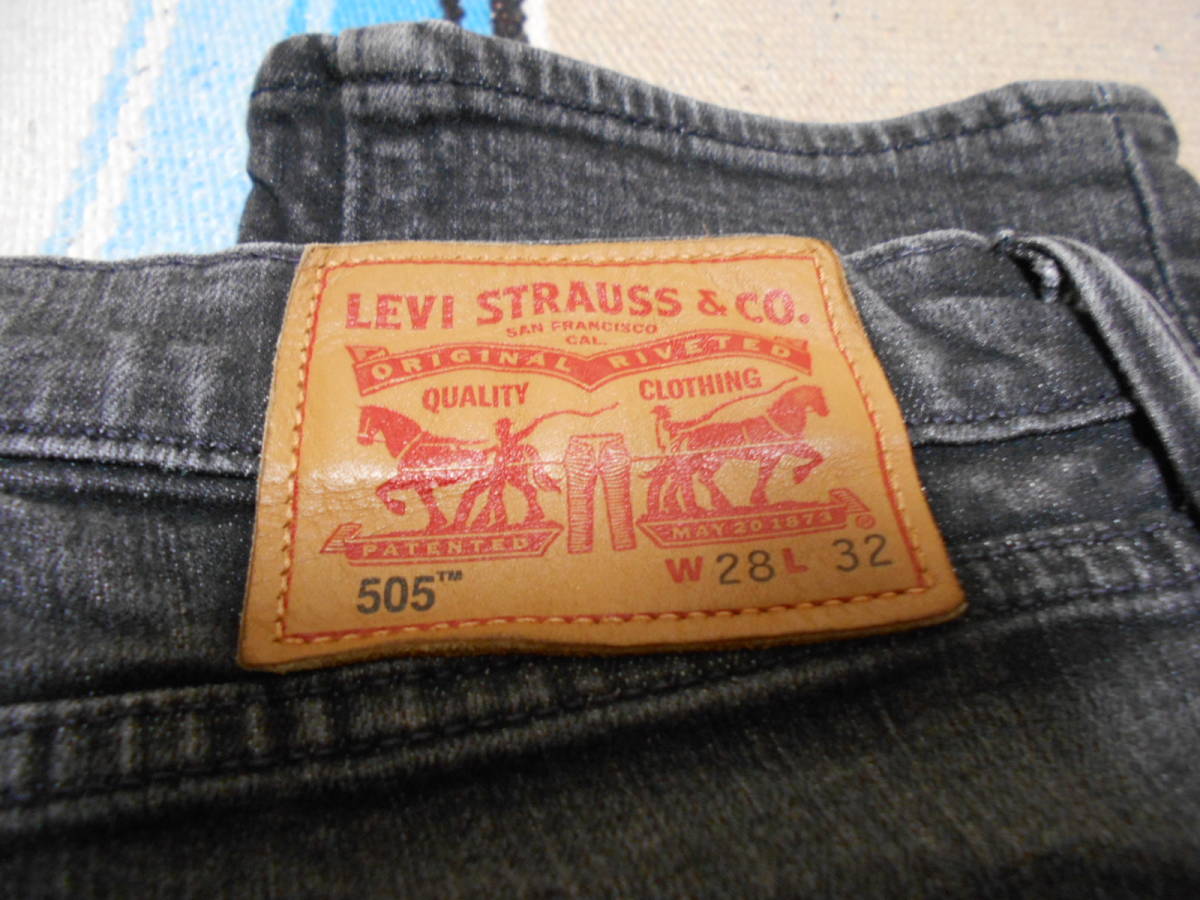 LEVI STRAUSS & CO.
SAN FRANCISCO
CAL.
ORIGINAL RIVETED
QUALITY CLOTHING
PATENTED MAY 20 1873 ®
505™ W 28 L 32